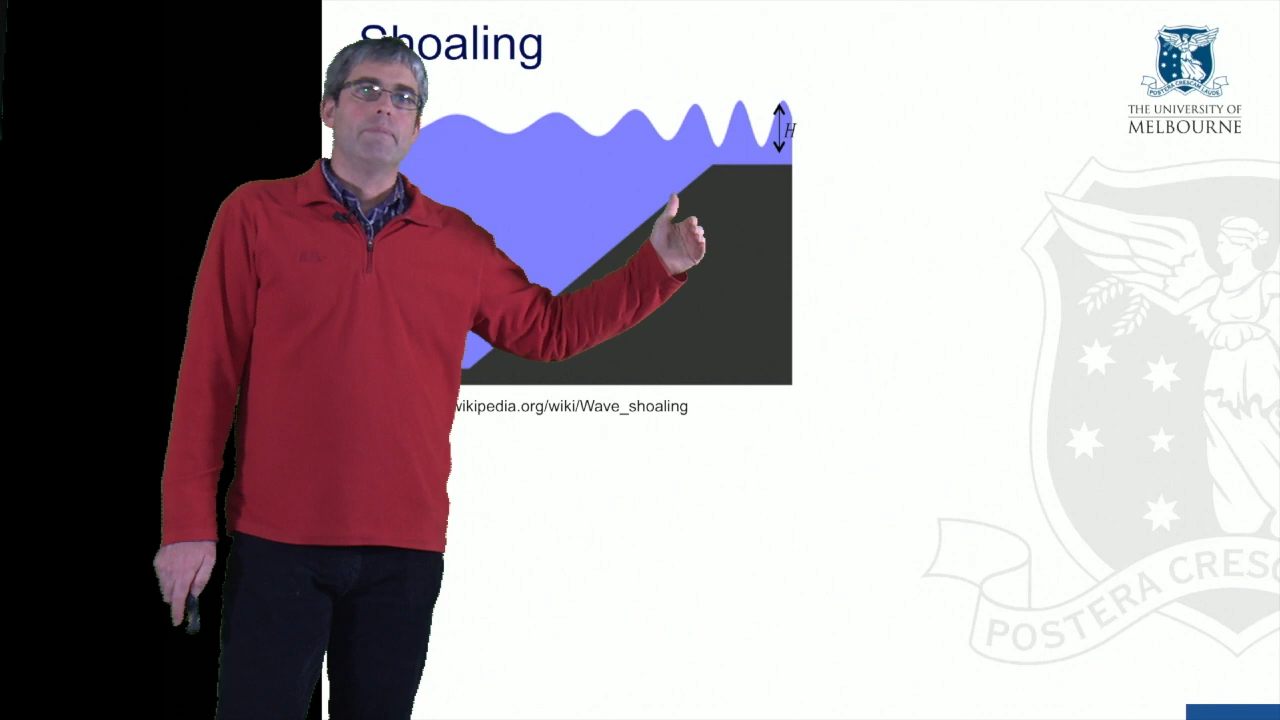 Shoaling
THE UNIVERSITY OF
MELBOURNE
H
wikipedia.org/wiki/Wave_shoaling
POSTERA CRESC